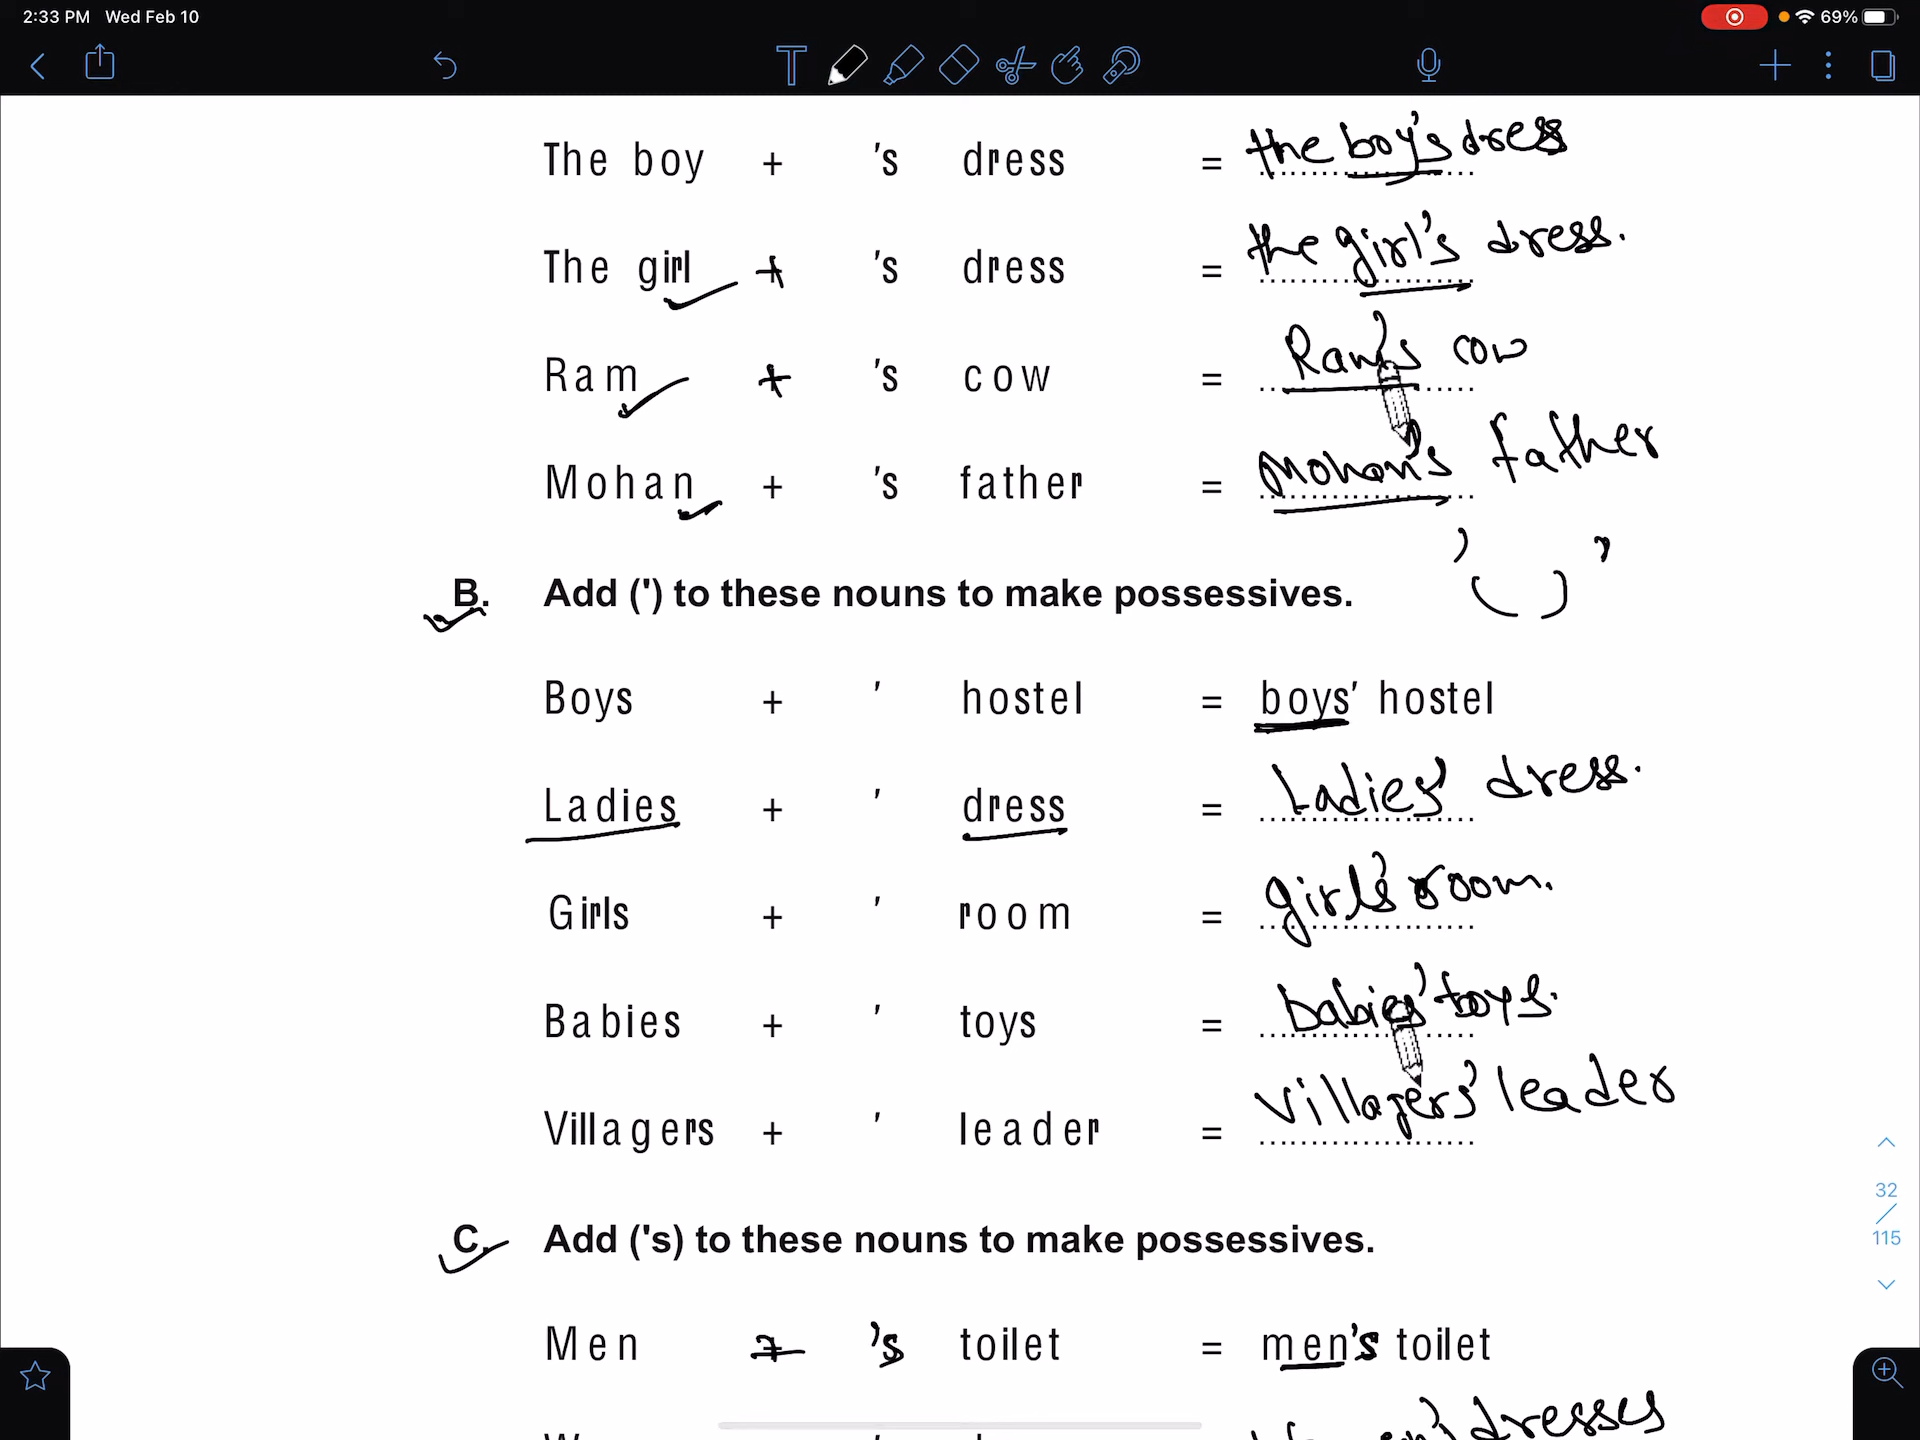 2:33 PM Wed Feb 10 69%
The boy + 's dress = the boy's dress
The girl + 's dress = the girl's dress.
Ram + 's cow = Ram's cow
Mohan + 's father = Mohan's father
' ( ) '
B. Add (') to these nouns to make possessives.
Boys + ' hostel = boys' hostel
Ladies + ' dress = Ladies' dress.
Girls + ' room = girls' room.
Babies + ' toys = babies' toys.
Villagers + ' leader = Villagers' leader
32
/
115
C. Add ('s) to these nouns to make possessives.
Men + 's toilet = men's toilet
dresses